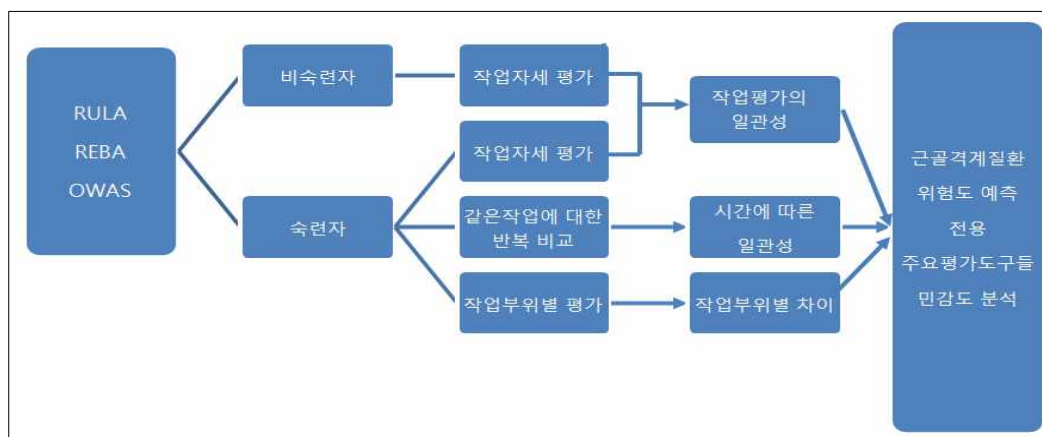 RULA
REBA
OWAS
비숙련자
숙련자
작업자세 평가
작업자세 평가
같은작업에 대한
반복 비교
작업부위별 평가
작업평가의
일관성
시간에 따른
일관성
작업부위별 차이
근골격계질환
위험도 예측
전용
주요평가도구들
민감도 분석